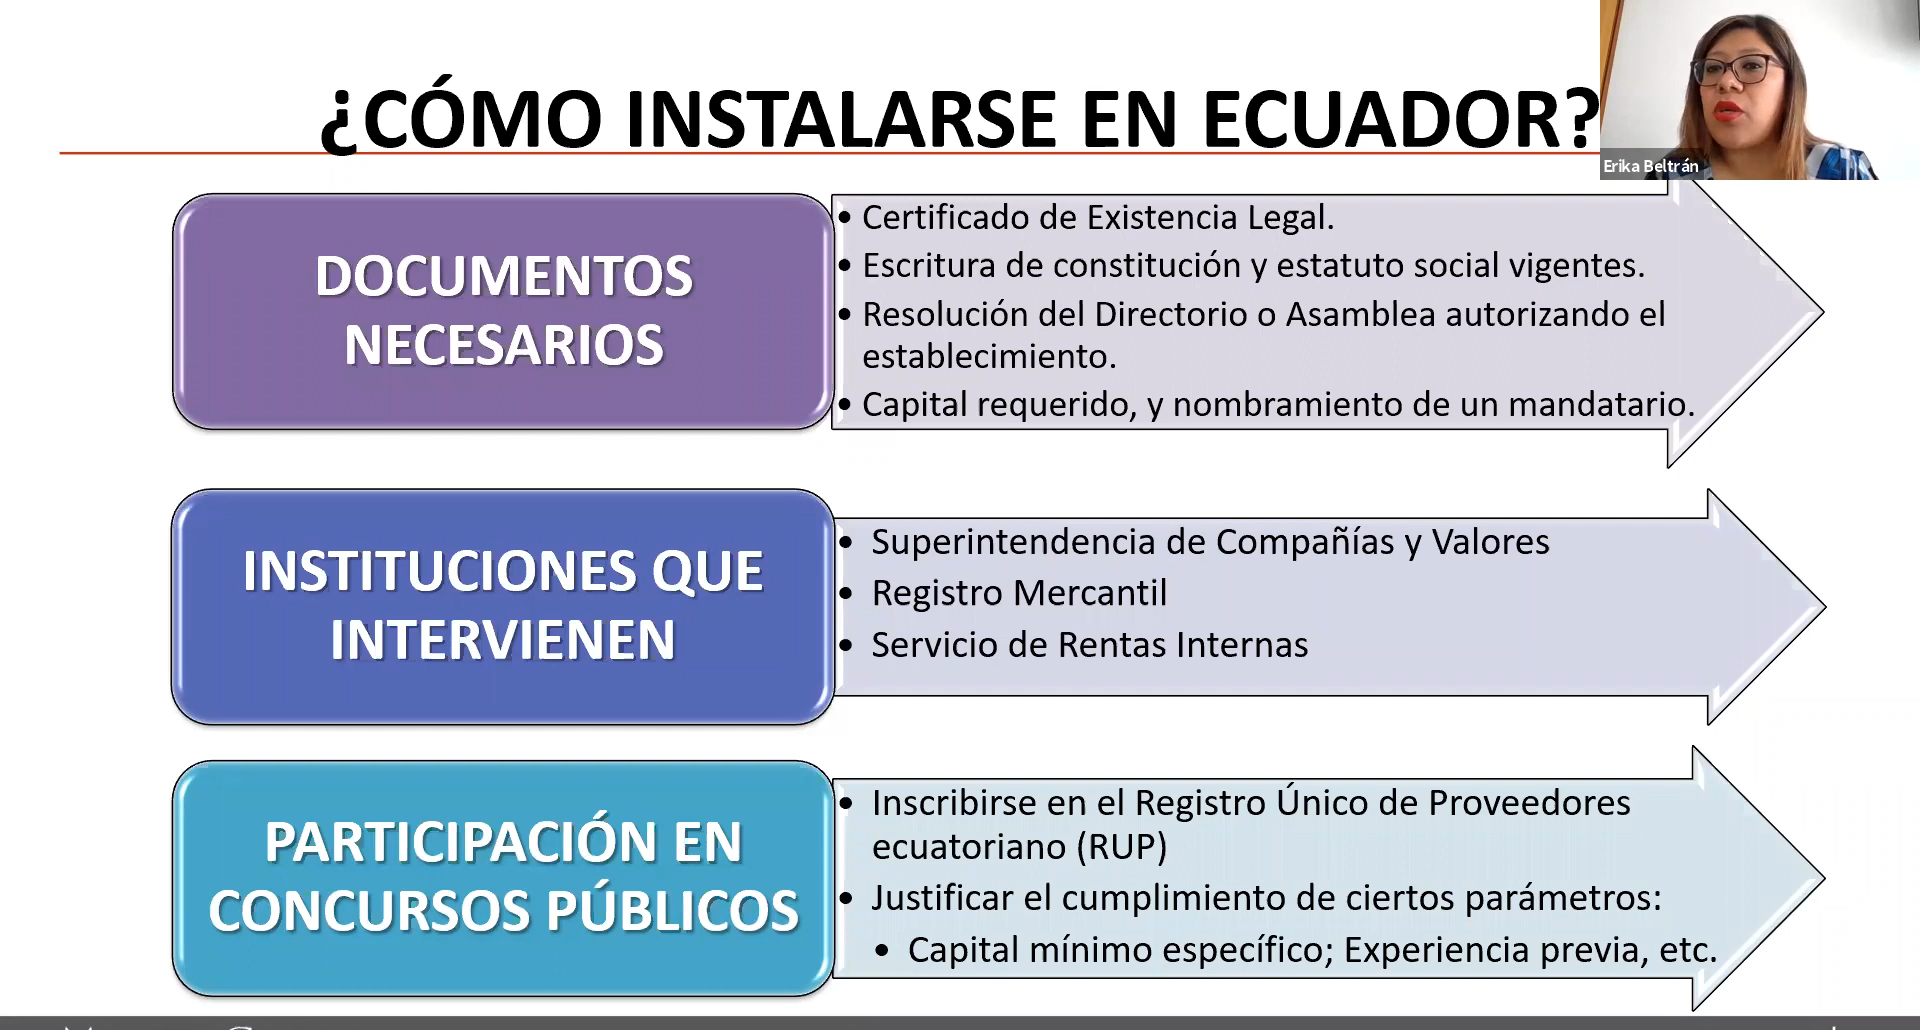 ¿CÓMO INSTALARSE EN ECUADOR?
Erika Beltrán
DOCUMENTOS
NECESARIOS
• Certificado de Existencia Legal.
• Escritura de constitución y estatuto social vigentes.
• Resolución del Directorio o Asamblea autorizando el
establecimiento.
• Capital requerido, y nombramiento de un mandatario.
INSTITUCIONES QUE
INTERVIENEN
• Superintendencia de Compañías y Valores
• Registro Mercantil
• Servicio de Rentas Internas
PARTICIPACIÓN EN
CONCURSOS PÚBLICOS
• Inscribirse en el Registro Único de Proveedores
ecuatoriano (RUP)
• Justificar el cumplimiento de ciertos parámetros:
• Capital mínimo específico; Experiencia previa, etc.